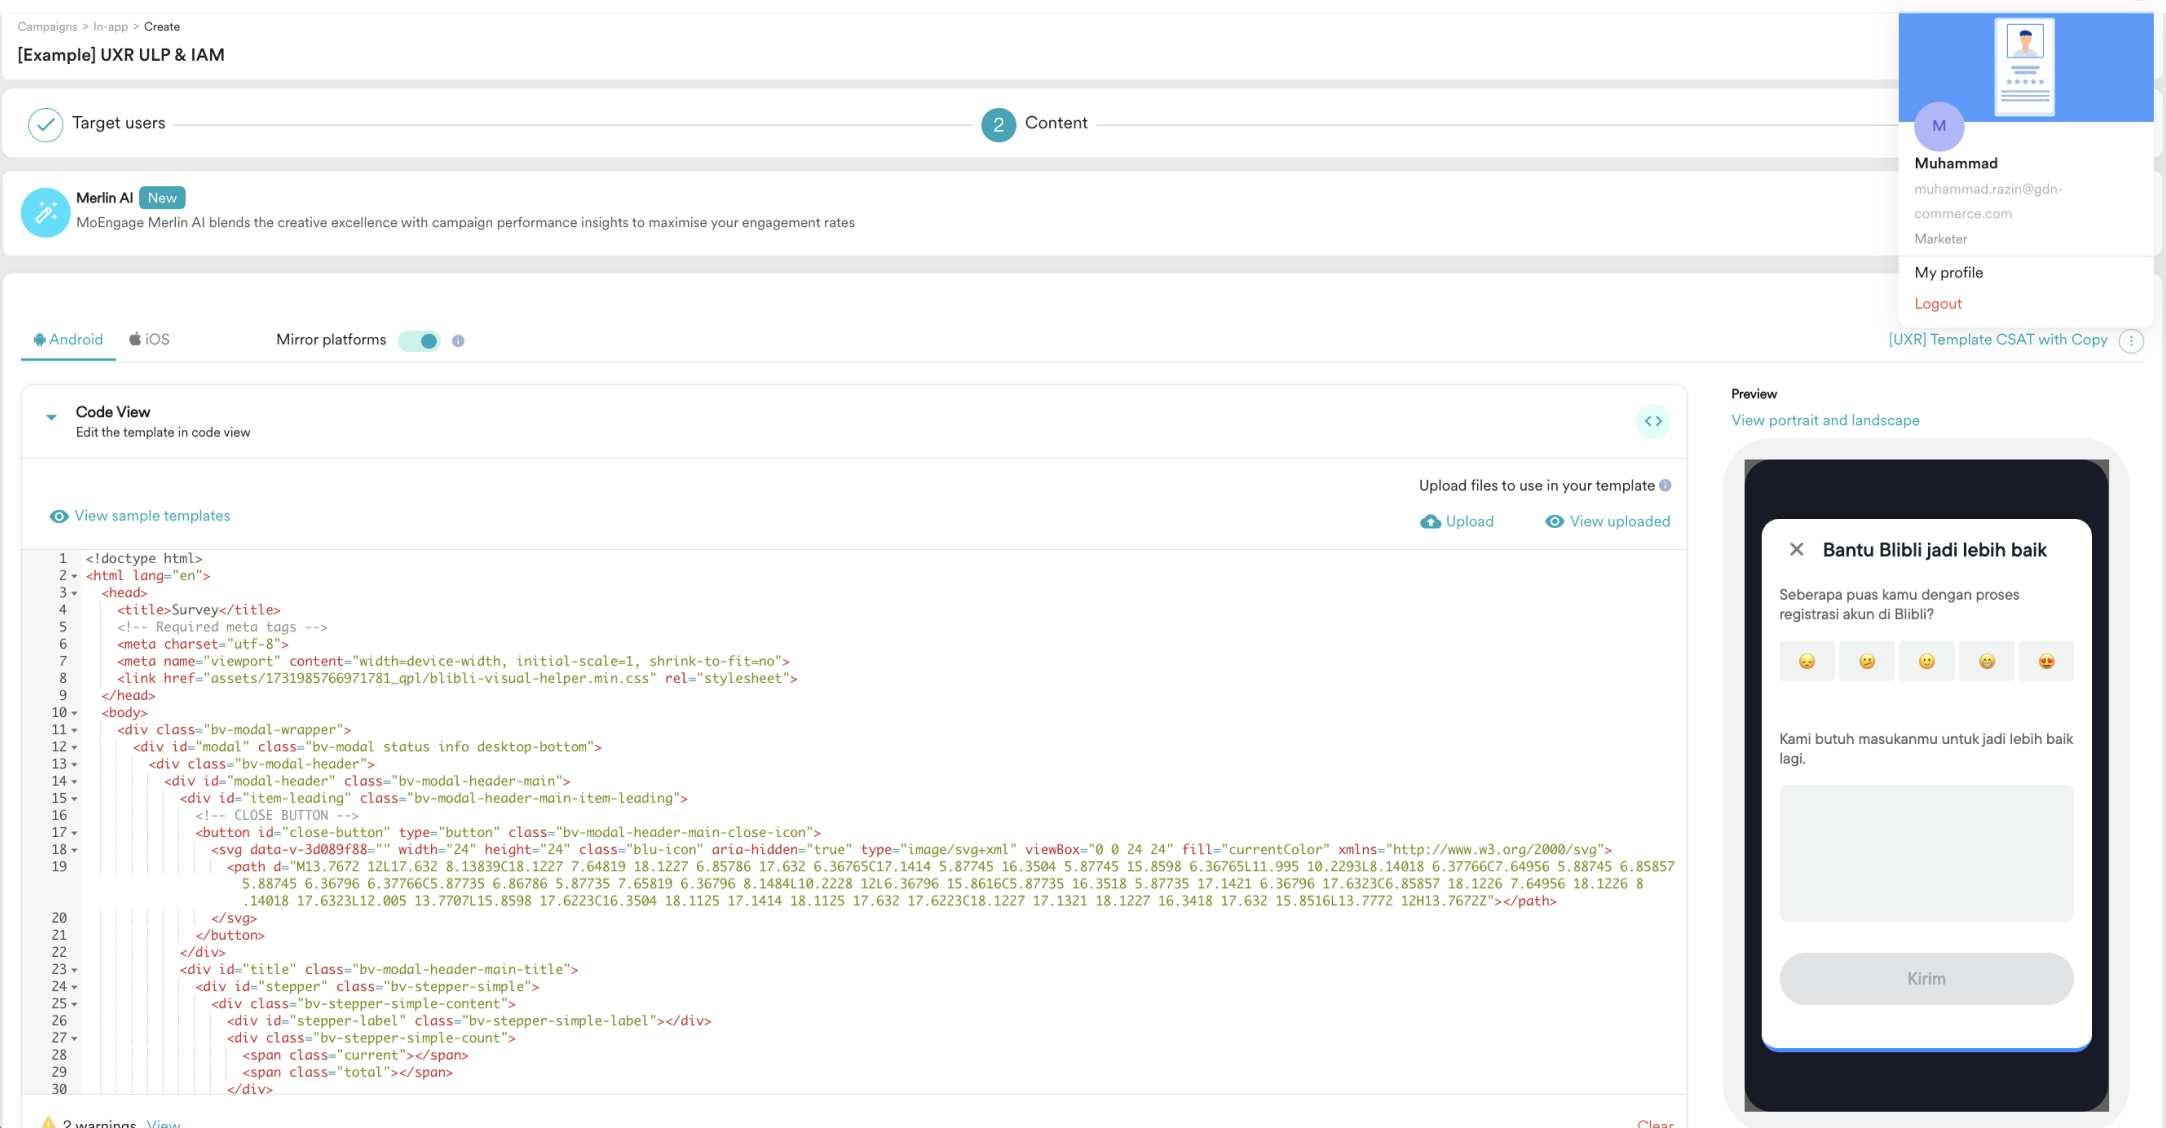 Campaigns > In-app > Create
[Example] UXR ULP & IAM
Target users
2 Content
M
Muhammad
muhammad.razin@gdn-
commerce.com
Marketer
My profile
Logout
Merlin AI New
MoEngage Merlin AI blends the creative excellence with campaign performance insights to maximise your engagement rates
Android iOS Mirror platforms
[UXR] Template CSAT with Copy
Code View
Edit the template in code view
Upload files to use in your template
View sample templates
Upload View uploaded
1 <!doctype html>
2 <html lang="en">
3 <head>
4 <title>Survey</title>
5 <!-- Required meta tags -->
6 <meta charset="utf-8">
7 <meta name="viewport" content="width=device-width, initial-scale=1, shrink-to-fit=no">
8 <link href="assets/1731985766971781_qpl/blibli-visual-helper.min.css" rel="stylesheet">
9 </head>
10 <body>
11 <div class="bv-modal-wrapper">
12 <div id="modal" class="bv-modal status info desktop-bottom">
13 <div class="bv-modal-header">
14 <div id="modal-header" class="bv-modal-header-main">
15 <div id="item-leading" class="bv-modal-header-main-item-leading">
16 <!-- CLOSE BUTTON -->
17 <button id="close-button" type="button" class="bv-modal-header-main-close-icon">
18 <svg data-v-3d089f88="" width="24" height="24" class="blu-icon" aria-hidden="true" type="image/svg+xml" viewBox="0 0 24 24" fill="currentColor" xmlns="http://www.w3.org/2000/svg">
19 <path d="M13.7672 12L17.632 8.13839C18.1227 7.64819 18.1227 6.85786 17.632 6.36765C17.1414 5.87745 16.3504 5.87745 15.8598 6.36765L11.995 10.2293L8.14018 6.37766C7.64956 5.88745 6.85857
5.88745 6.36796 6.37766C5.87735 6.86786 5.87735 7.65819 6.36796 8.1484L10.2228 12L6.36796 15.8616C5.87735 16.3518 5.87735 17.1421 6.36796 17.6323C6.85857 18.1226 7.64956 18.1226 8
.14018 17.6323L12.005 13.7707L15.8598 17.6223C16.3504 18.1125 17.1414 18.1125 17.632 17.6223C18.1227 17.1321 18.1227 16.3418 17.632 15.8516L13.7772 12H13.7672Z"></path>
20 </svg>
21 </button>
22 </div>
23 <div id="title" class="bv-modal-header-main-title">
24 <div id="stepper" class="bv-stepper-simple">
25 <div class="bv-stepper-simple-content">
26 <div id="stepper-label" class="bv-stepper-simple-label"></div>
27 <div class="bv-stepper-simple-count">
28 <span class="current"></span>
29 <span class="total"></span>
30 </div>
2 warnings View
Clear
Preview
View portrait and landscape
Bantu Blibli jadi lebih baik
Seberapa puas kamu dengan proses
registrasi akun di Blibli?
Kami butuh masukanmu untuk jadi lebih baik
lagi.
Kirim